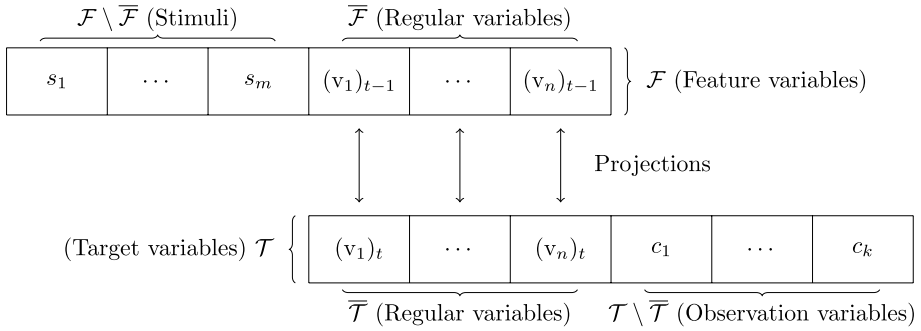 𝓕 \ 𝓕̅ (Stimuli) 𝓕̅ (Regular variables)
s₁ ⋯ sₘ (v₁)ₜ₋₁ ⋯ (vₙ)ₜ₋₁ 𝓕 (Feature variables)
Projections
(Target variables) 𝓣 (v₁)ₜ ⋯ (vₙ)ₜ c₁ ⋯ cₖ
𝓣̅ (Regular variables) 𝓣 \ 𝓣̅ (Observation variables)